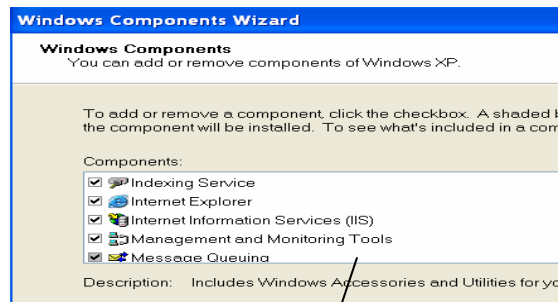 Windows Components Wizard
Windows Components
You can add or remove components of Windows XP.
To add or remove a component, click the checkbox. A shaded
the component will be installed. To see what's included in a
Components:
Indexing Service
Internet Explorer
Internet Information Services (IIS)
Management and Monitoring Tools
Message Queuing
Description: Includes Windows Accessories and Utilities for